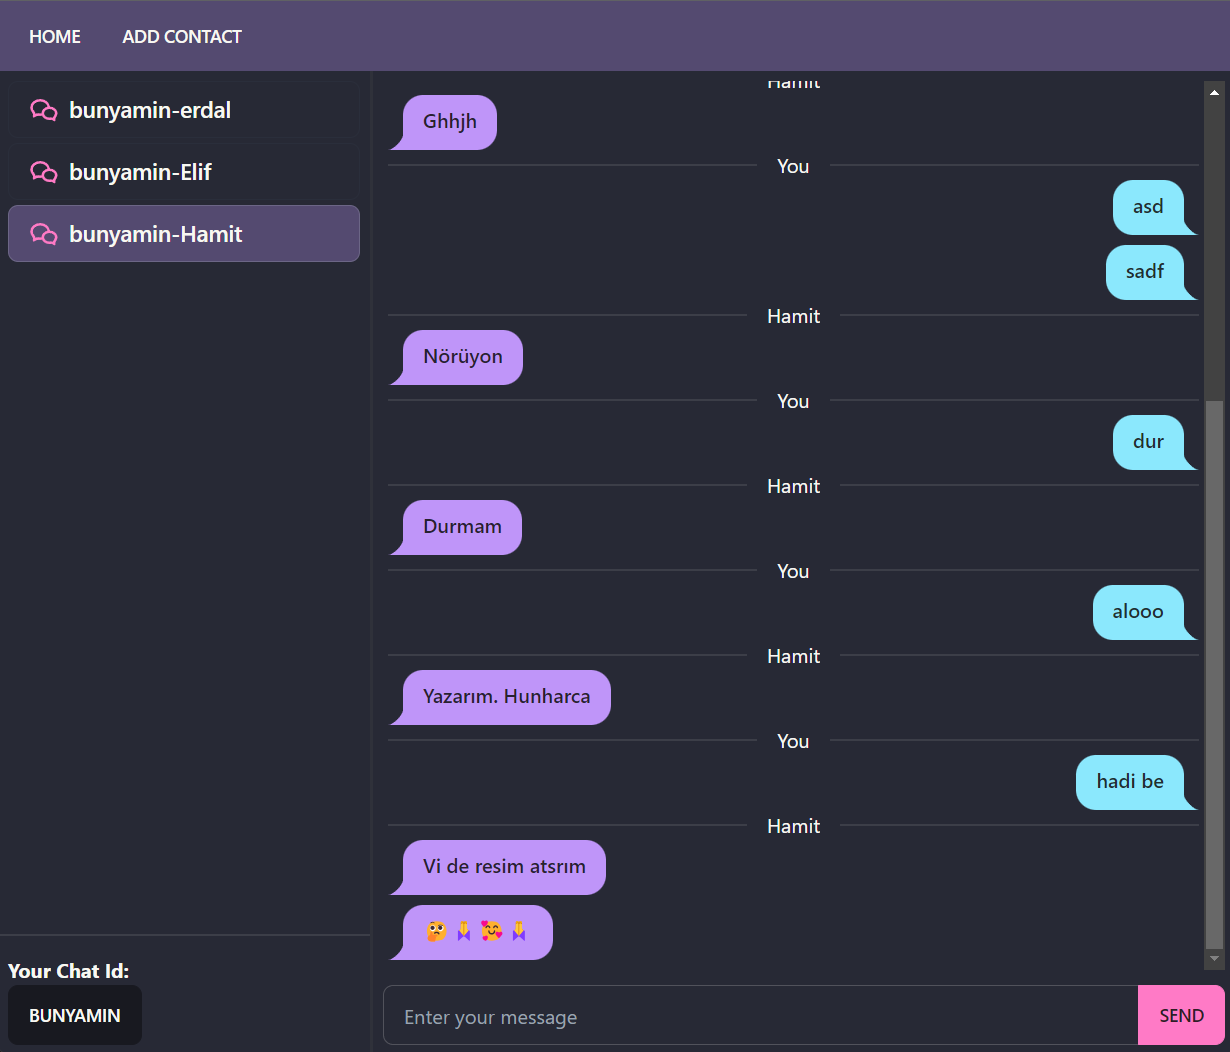 HOME ADD CONTACT
bunyamin-erdal
bunyamin-Elif
bunyamin-Hamit
Hamit
Ghhjh
You
asd
sadf
Hamit
Nörüyon
You
dur
Hamit
Durmam
You
alooo
Hamit
Yazarım. Hunharca
You
hadi be
Hamit
Vi de resim atsrım
Your Chat Id:
BUNYAMIN
Enter your message
SEND